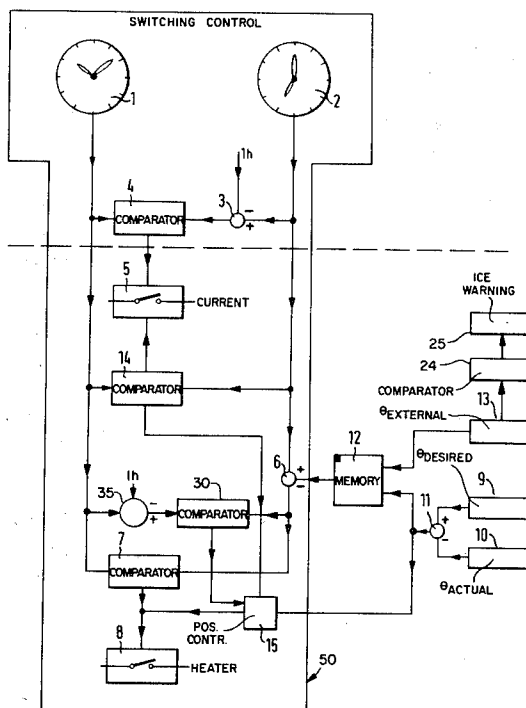 SWITCHING CONTROL
1
2
1h
4
3
−
+
COMPARATOR
5
CURRENT
ICE
WARNING
25
24
COMPARATOR
13
θEXTERNAL
14
COMPARATOR
12
MEMORY
6
+
−
θDESIRED
9
1h
35
−
+
30
COMPARATOR
11
+
−
10
θACTUAL
7
COMPARATOR
POS.
CONTR.
15
8
HEATER
50